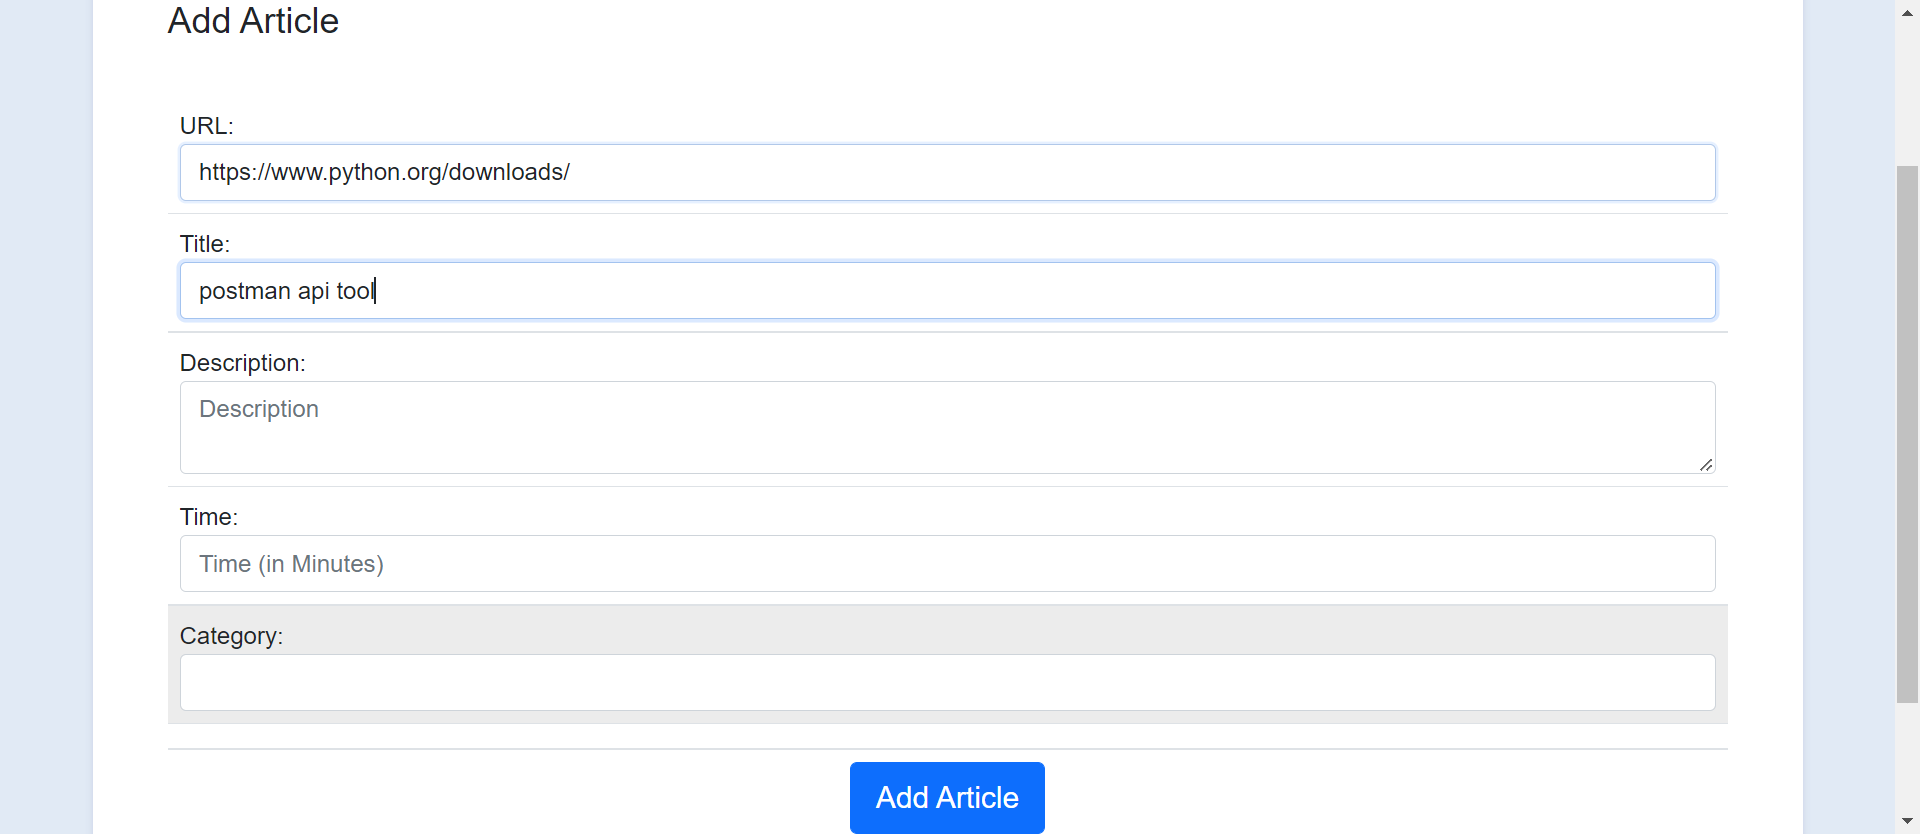 Add Article
URL:
https://www.python.org/downloads/
Title:
postman api tool
Description:
Description
Time:
Time (in Minutes)
Category:
Add Article